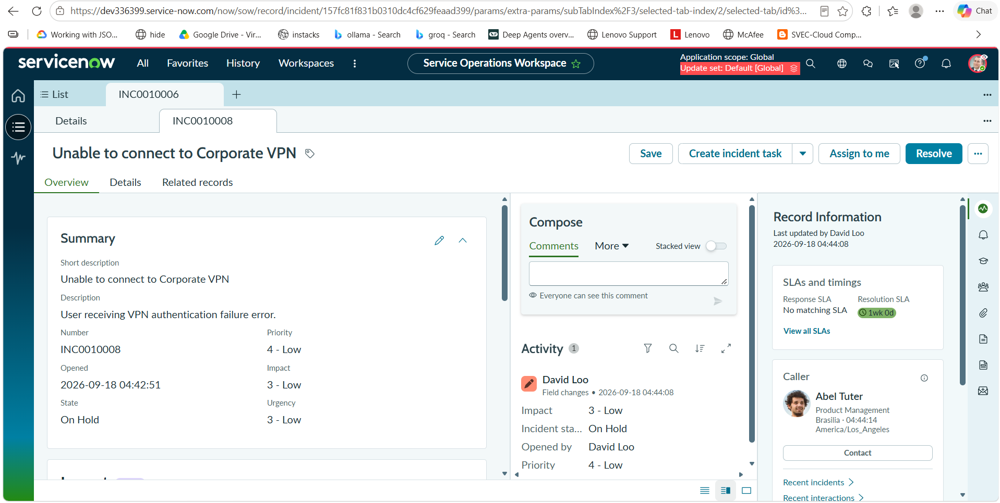 https://dev336399.service-now.com/now/sow/record/incident/157fc81f831b0310dc4cf629feaad399/params/extra-params/subTabIndex%2F3/selected-tab-index/2/selected-tab/id%3...
Chat
Working with JSO...
hide
Google Drive - Vir...
instacks
ollama - Search
groq - Search
Deep Agents overv...
Lenovo Support
Lenovo
McAfee
SVEC-Cloud Comp...
servicenow
All
Favorites
History
Workspaces
Service Operations Workspace
Application scope: Global
Update set: Default [Global]
List
INC0010006
Details
INC0010008
Unable to connect to Corporate VPN
Save
Create incident task
Assign to me
Resolve
Overview
Details
Related records
Summary
Short description
Unable to connect to Corporate VPN
Description
User receiving VPN authentication failure error.
Number
Priority
INC0010008
4 - Low
Opened
Impact
2026-09-18 04:42:51
3 - Low
State
Urgency
On Hold
3 - Low
Compose
Comments
More
Stacked view
Everyone can see this comment
Activity 1
David Loo
Field changes • 2026-09-18 04:44:08
Impact 3 - Low
Incident sta... On Hold
Opened by David Loo
Priority 4 - Low
Record Information
Last updated by David Loo
2026-09-18 04:44:08
SLAs and timings
Response SLA
Resolution SLA
No matching SLA
1wk 0d
View all SLAs
Caller
Abel Tuter
Product Management
Brasilia · 04:44:14
America/Los_Angeles
Contact
Recent incidents
Recent interactions